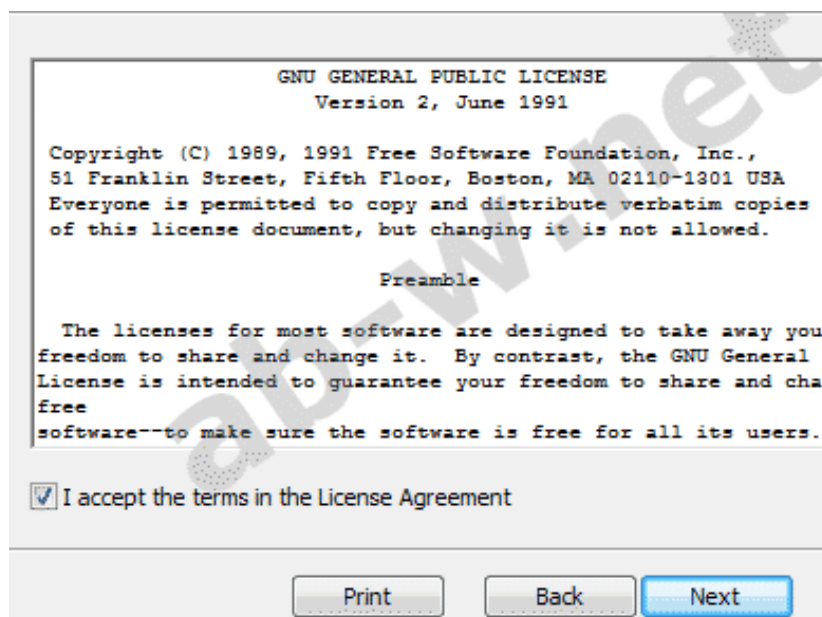 GNU GENERAL PUBLIC LICENSE
Version 2, June 1991
Copyright (C) 1989, 1991 Free Software Foundation, Inc.,
51 Franklin Street, Fifth Floor, Boston, MA 02110-1301 USA
Everyone is permitted to copy and distribute verbatim copies
of this license document, but changing it is not allowed.
Preamble
The licenses for most software are designed to take away you
freedom to share and change it.  By contrast, the GNU General
License is intended to guarantee your freedom to share and cha
free
software--to make sure the software is free for all its users.
I accept the terms in the License Agreement
Print Back Next
ab-w.net